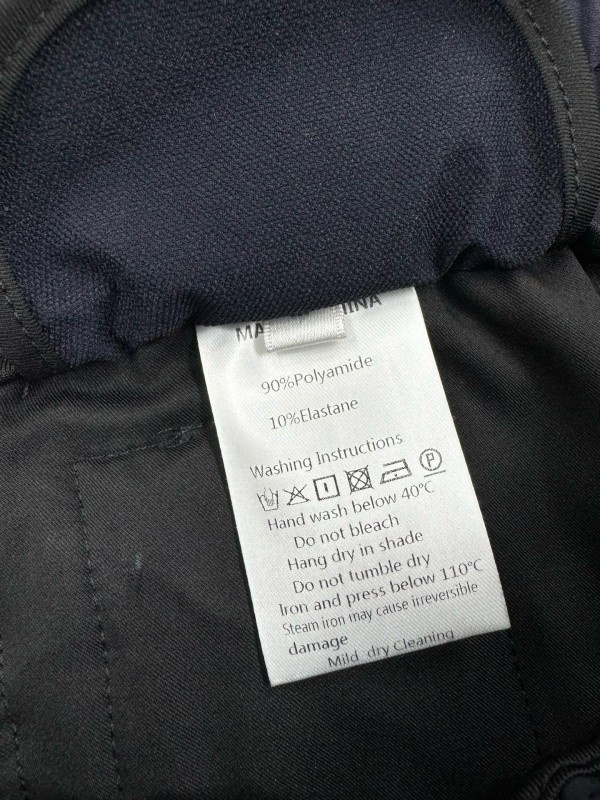 90%Polyamide
10%Elastane
Washing Instructions
P
Hand wash below 40℃
Do not bleach
Hang dry in shade
Do not tumble dry
Iron and press below 110℃
Steam iron may cause irreversible
damage
Mild dry Cleaning